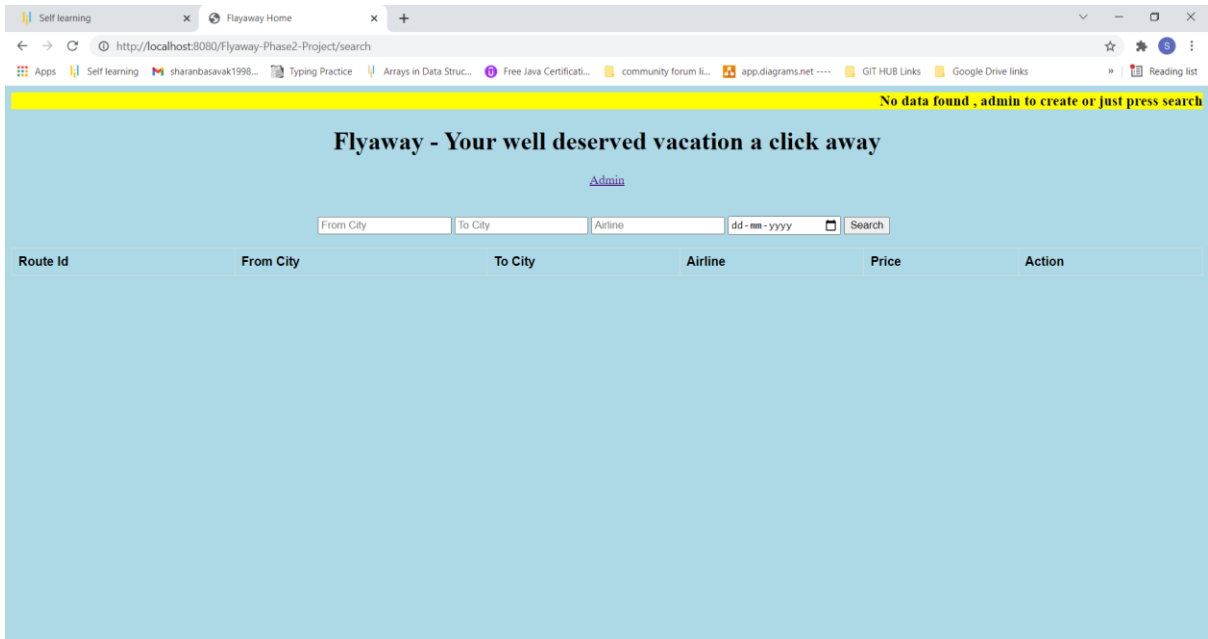 Self learning Flayaway Home
http://localhost:8080/Flyaway-Phase2-Project/search S
Apps Self learning sharanbasavak1998... Typing Practice Arrays in Data Struc... Free Java Certificati... community forum li... app.diagrams.net ---- GIT HUB Links Google Drive links » Reading list
No data found , admin to create or just press search
Flyaway - Your well deserved vacation a click away
Admin
From City To City Airline dd-mm-yyyy Search
Route Id From City To City Airline Price Action